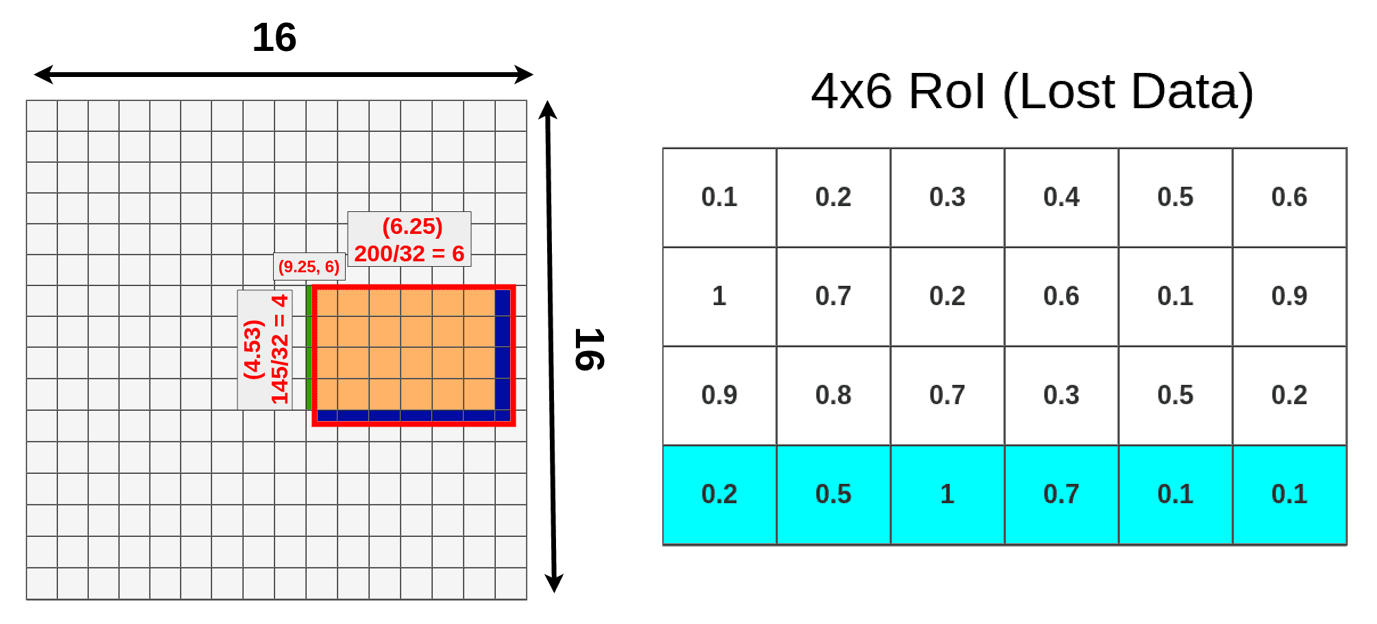 16
4x6 RoI (Lost Data)
(6.25)
200/32 = 6
(9.25, 6)
(4.53)
145/32 = 4
16
0.1 0.2 0.3 0.4 0.5 0.6
1 0.7 0.2 0.6 0.1 0.9
0.9 0.8 0.7 0.3 0.5 0.2
0.2 0.5 1 0.7 0.1 0.1